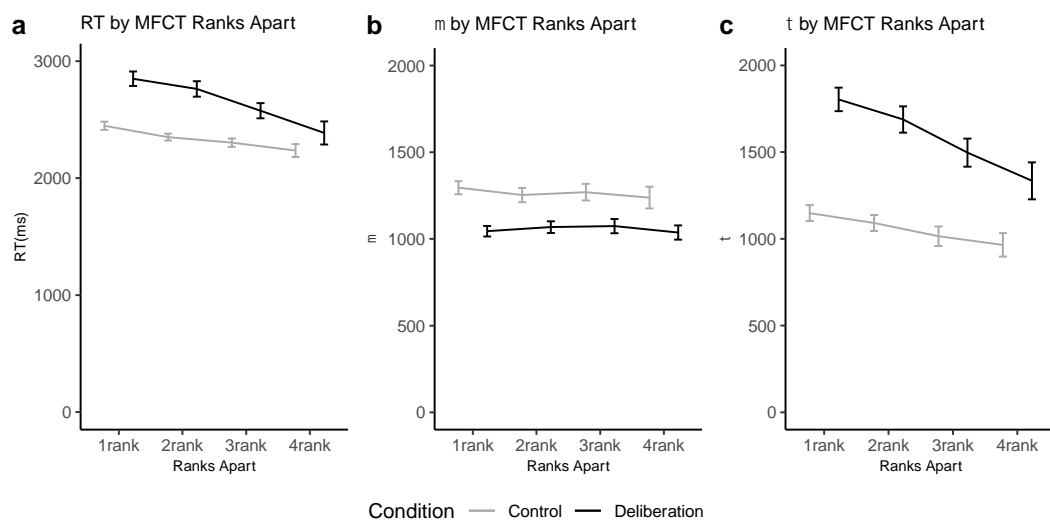 a RT by MFCT Ranks Apart
3000
2000
1000
0
RT(ms)
1rank 2rank 3rank 4rank
Ranks Apart
b m by MFCT Ranks Apart
2000
1500
1000
500
0
m
1rank 2rank 3rank 4rank
Ranks Apart
c t by MFCT Ranks Apart
2000
1500
1000
500
0
t
1rank 2rank 3rank 4rank
Ranks Apart
Condition Control Deliberation